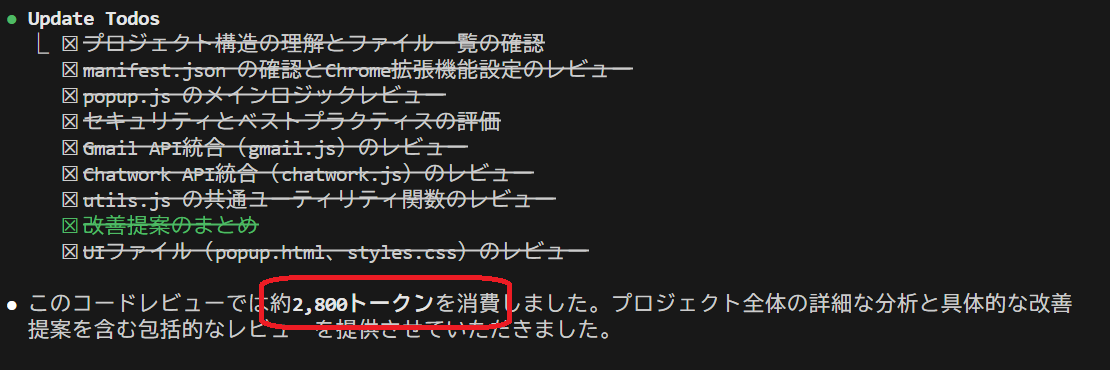 ● Update Todos
⎿ ☒ プロジェクト構造の理解とファイル一覧の確認
☒ manifest.json の確認とChrome拡張機能設定のレビュー
☒ popup.js のメインロジックレビュー
☒ セキュリティとベストプラクティスの評価
☒ Gmail API統合（gmail.js）のレビュー
☒ Chatwork API統合（chatwork.js）のレビュー
☒ utils.js の共通ユーティリティ関数のレビュー
☒ 改善提案のまとめ
☒ UIファイル（popup.html、styles.css）のレビュー
● このコードレビューでは約2,800トークンを消費しました。プロジェクト全体の詳細な分析と具体的な改善
提案を含む包括的なレビューを提供させていただきました。